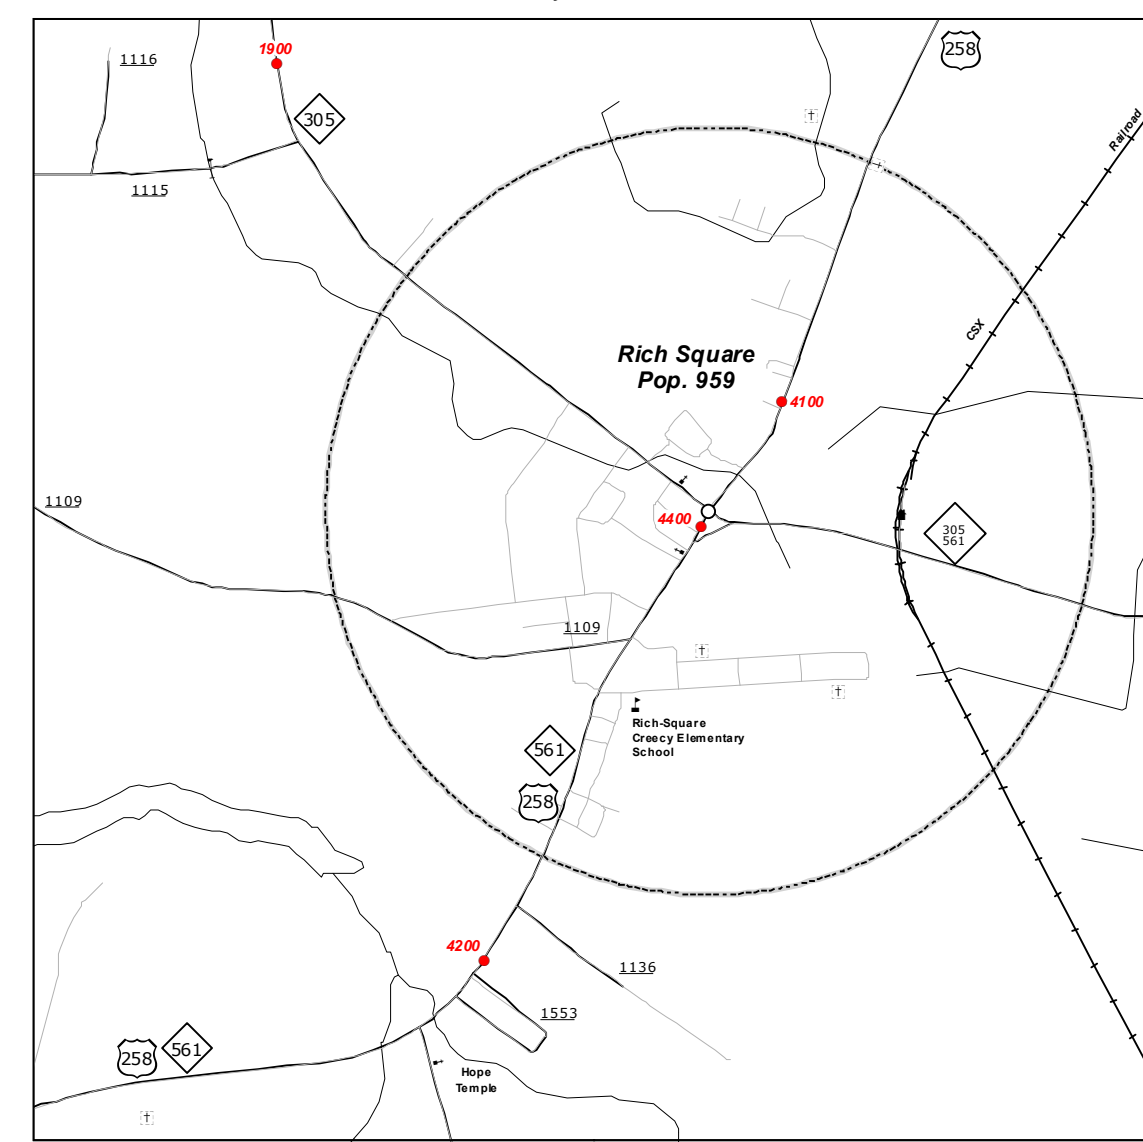 1900
1116
258
305
Railroad
1115
CSX
Rich Square
Pop. 959
4100
1109
4400
305
561
1109
Rich-Square
Creecy Elementary
School
561
258
4200
1136
1553
258
561
Hope
Temple